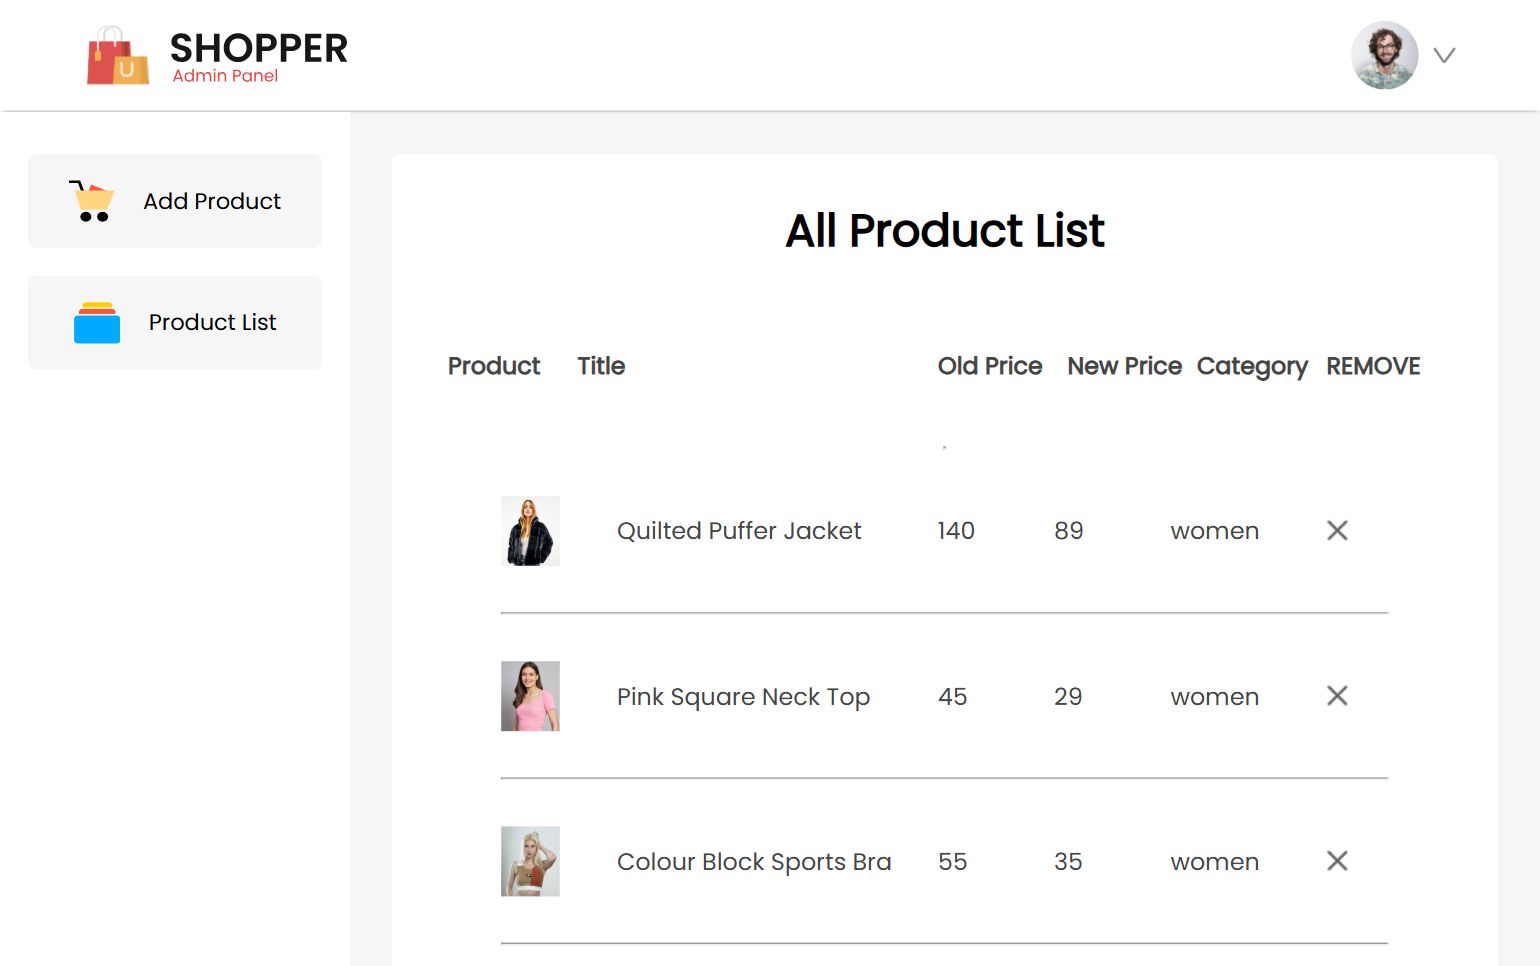 SHOPPER
Admin Panel
Add Product
Product List
All Product List
Product Title Old Price New Price Category REMOVE
Quilted Puffer Jacket 140 89 women
Pink Square Neck Top 45 29 women
Colour Block Sports Bra 55 35 women
U